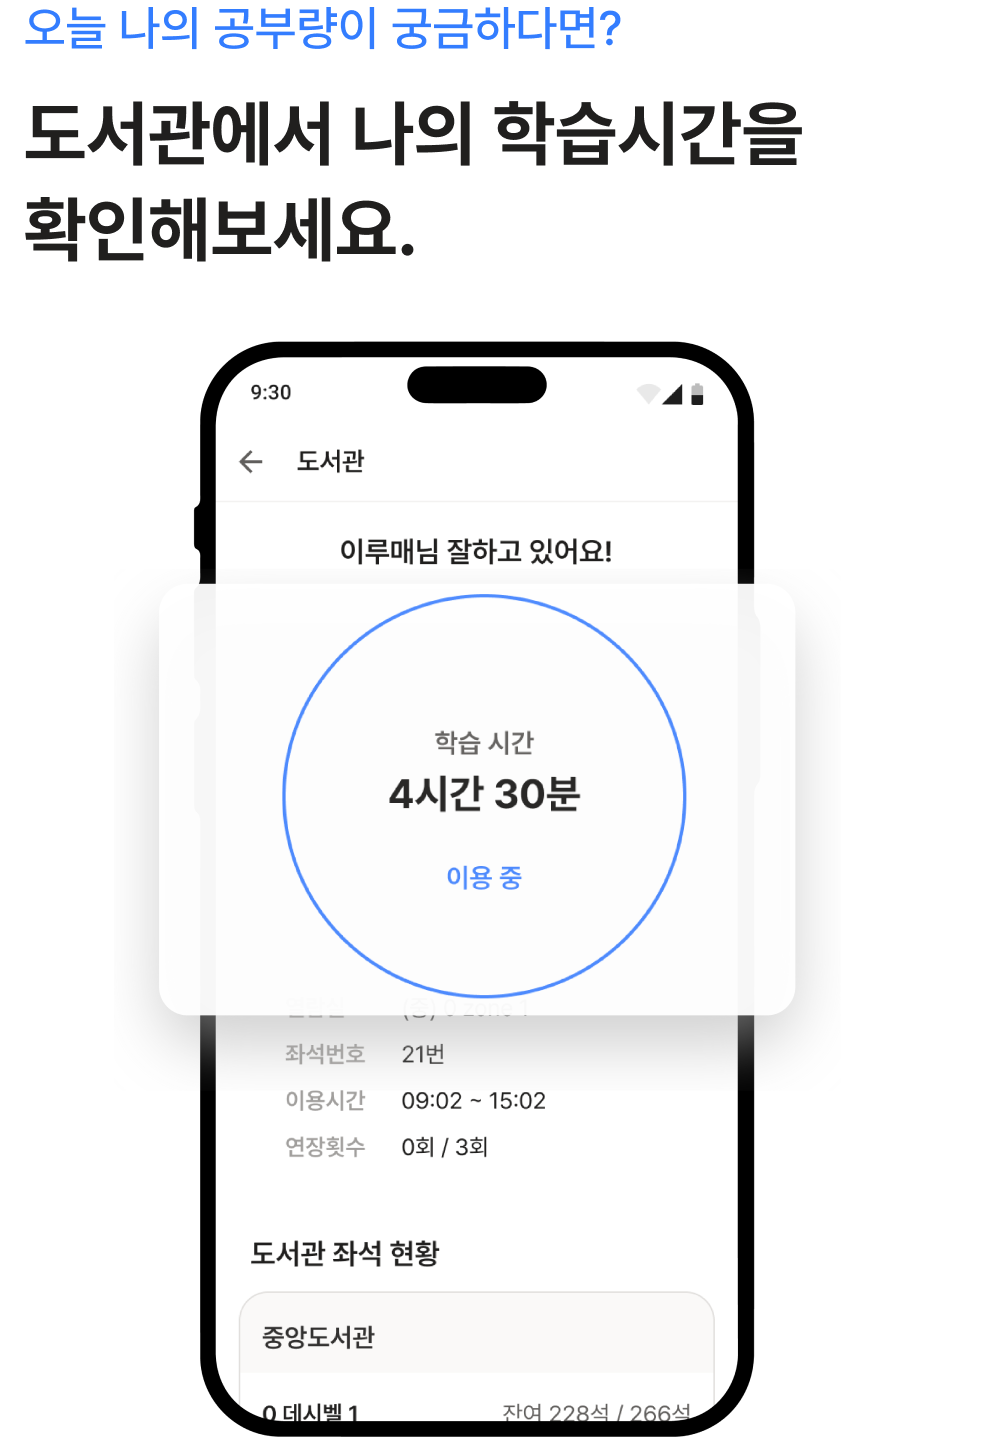 오늘 나의 공부량이 궁금하다면?
도서관에서 나의 학습시간을
확인해보세요.
9:30
도서관
이루매님 잘하고 있어요!
학습 시간
4시간 30분
이용 중
좌석번호 21번
이용시간 09:02 ~ 15:02
연장횟수 0회 / 3회
도서관 좌석 현황
중앙도서관
0 데시벨 1 잔여 228석 / 266석